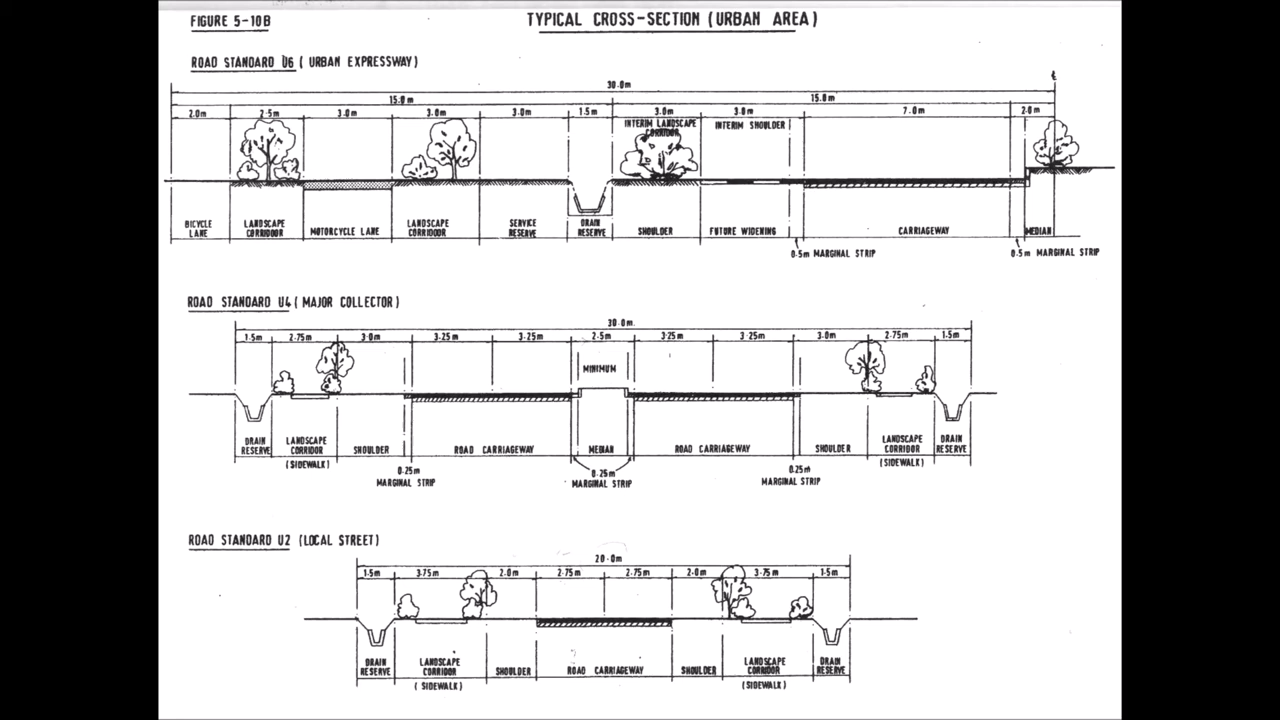 FIGURE 5-10B
TYPICAL CROSS-SECTION (URBAN AREA)
ROAD STANDARD U6 ( URBAN EXPRESSWAY)
30.0m
15.0m 15.0m
2.0m 2.5m 3.0m 3.0m 3.0m 1.5m 3.0m 3.0m 7.0m 2.0m
INTERIM LANDSCAPE CORRIDOR INTERIM SHOULDER
BICYCLE LANE LANDSCAPE CORRIDOOR MOTORCYCLE LANE LANDSCAPE CORRIDOOR SERVICE RESERVE DRAIN RESERVE SHOULDER FUTURE WIDENING CARRIAGEWAY MEDIAN
0.5m MARGINAL STRIP 0.5m MARGINAL STRIP
ROAD STANDARD U4 ( MAJOR COLLECTOR)
30.0m.
1.5m 2.75m 3.0m 3.25m 3.25m 2.5m 3.25m 3.25m 3.0m 2.75m 1.5m
MINIMUM
DRAIN RESERVE LANDSCAPE CORRIDOR (SIDEWALK) SHOULDER ROAD CARRIAGEWAY MEDIAN ROAD CARRIAGEWAY SHOULDER LANDSCAPE CORRIDOR (SIDEWALK) DRAIN RESERVE
0.25m MARGINAL STRIP 0.25m MARGINAL STRIP 0.25m MARGINAL STRIP
ROAD STANDARD U2 (LOCAL STREET)
20.0m
1.5m 3.75m 2.0m 2.75m 2.75m 2.0m 3.75m 1.5m
DRAIN RESERVE LANDSCAPE CORRIDOR ( SIDEWALK) SHOULDER ROAD CARRIAGEWAY SHOULDER LANDSCAPE CORRIDOR (SIDEWALK) DRAIN RESERVE